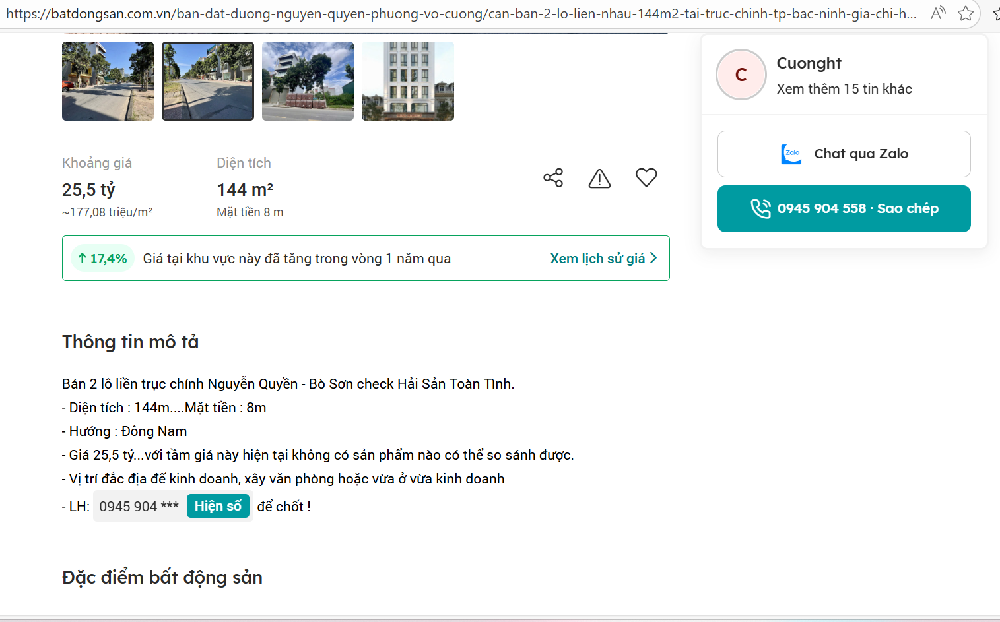 https://batdongsan.com.vn/ban-dat-duong-nguyen-quyen-phuong-vo-cuong/can-ban-2-lo-lien-nhau-144m2-tai-truc-chinh-tp-bac-ninh-gia-chi-h...
C
Cuonght
Xem thêm 15 tin khác
Chat qua Zalo
0945 904 558 · Sao chép
Khoảng giá
25,5 tỷ
~177,08 triệu/m²
Diện tích
144 m²
Mặt tiền 8 m
17,4% Giá tại khu vực này đã tăng trong vòng 1 năm qua Xem lịch sử giá
Thông tin mô tả
Bán 2 lô liền trục chính Nguyễn Quyền - Bò Sơn check Hải Sản Toàn Tình.
- Diện tích : 144m....Mặt tiền : 8m
- Hướng : Đông Nam
- Giá 25,5 tỷ...với tầm giá này hiện tại không có sản phẩm nào có thể so sánh được.
- Vị trí đắc địa để kinh doanh, xây văn phòng hoặc vừa ở vừa kinh doanh
- LH: 0945 904 *** Hiện số để chốt !
Đặc điểm bất động sản